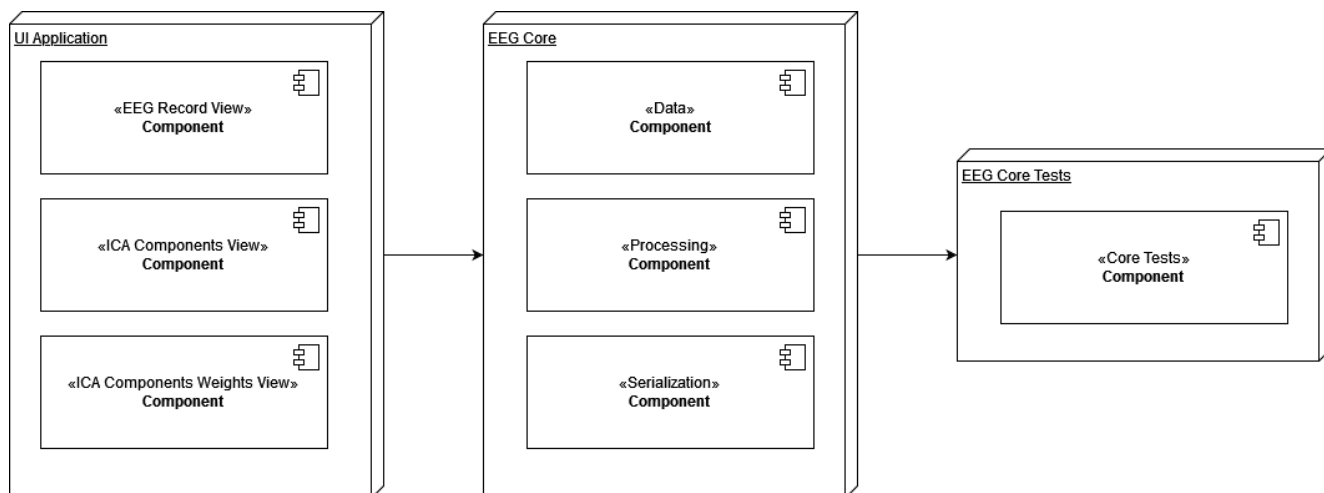 UI Application
«EEG Record View»
Component
«ICA Components View»
Component
«ICA Components Weights View»
Component
EEG Core
«Data»
Component
«Processing»
Component
«Serialization»
Component
EEG Core Tests
«Core Tests»
Component